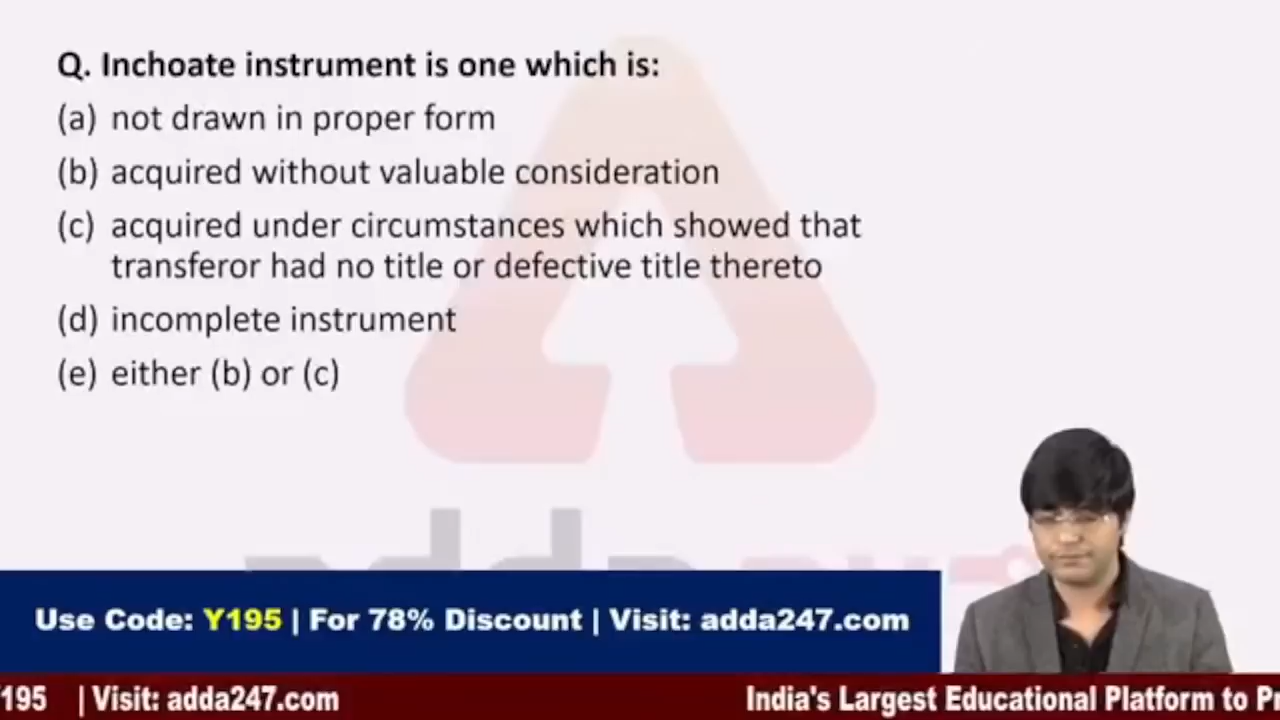 Q. Inchoate instrument is one which is:
(a) not drawn in proper form
(b) acquired without valuable consideration
(c) acquired under circumstances which showed that
transferor had no title or defective title thereto
(d) incomplete instrument
(e) either (b) or (c)
Use Code: Y195 | For 78% Discount | Visit: adda247.com
195 | Visit: adda247.com India's Largest Educational Platform to Pr